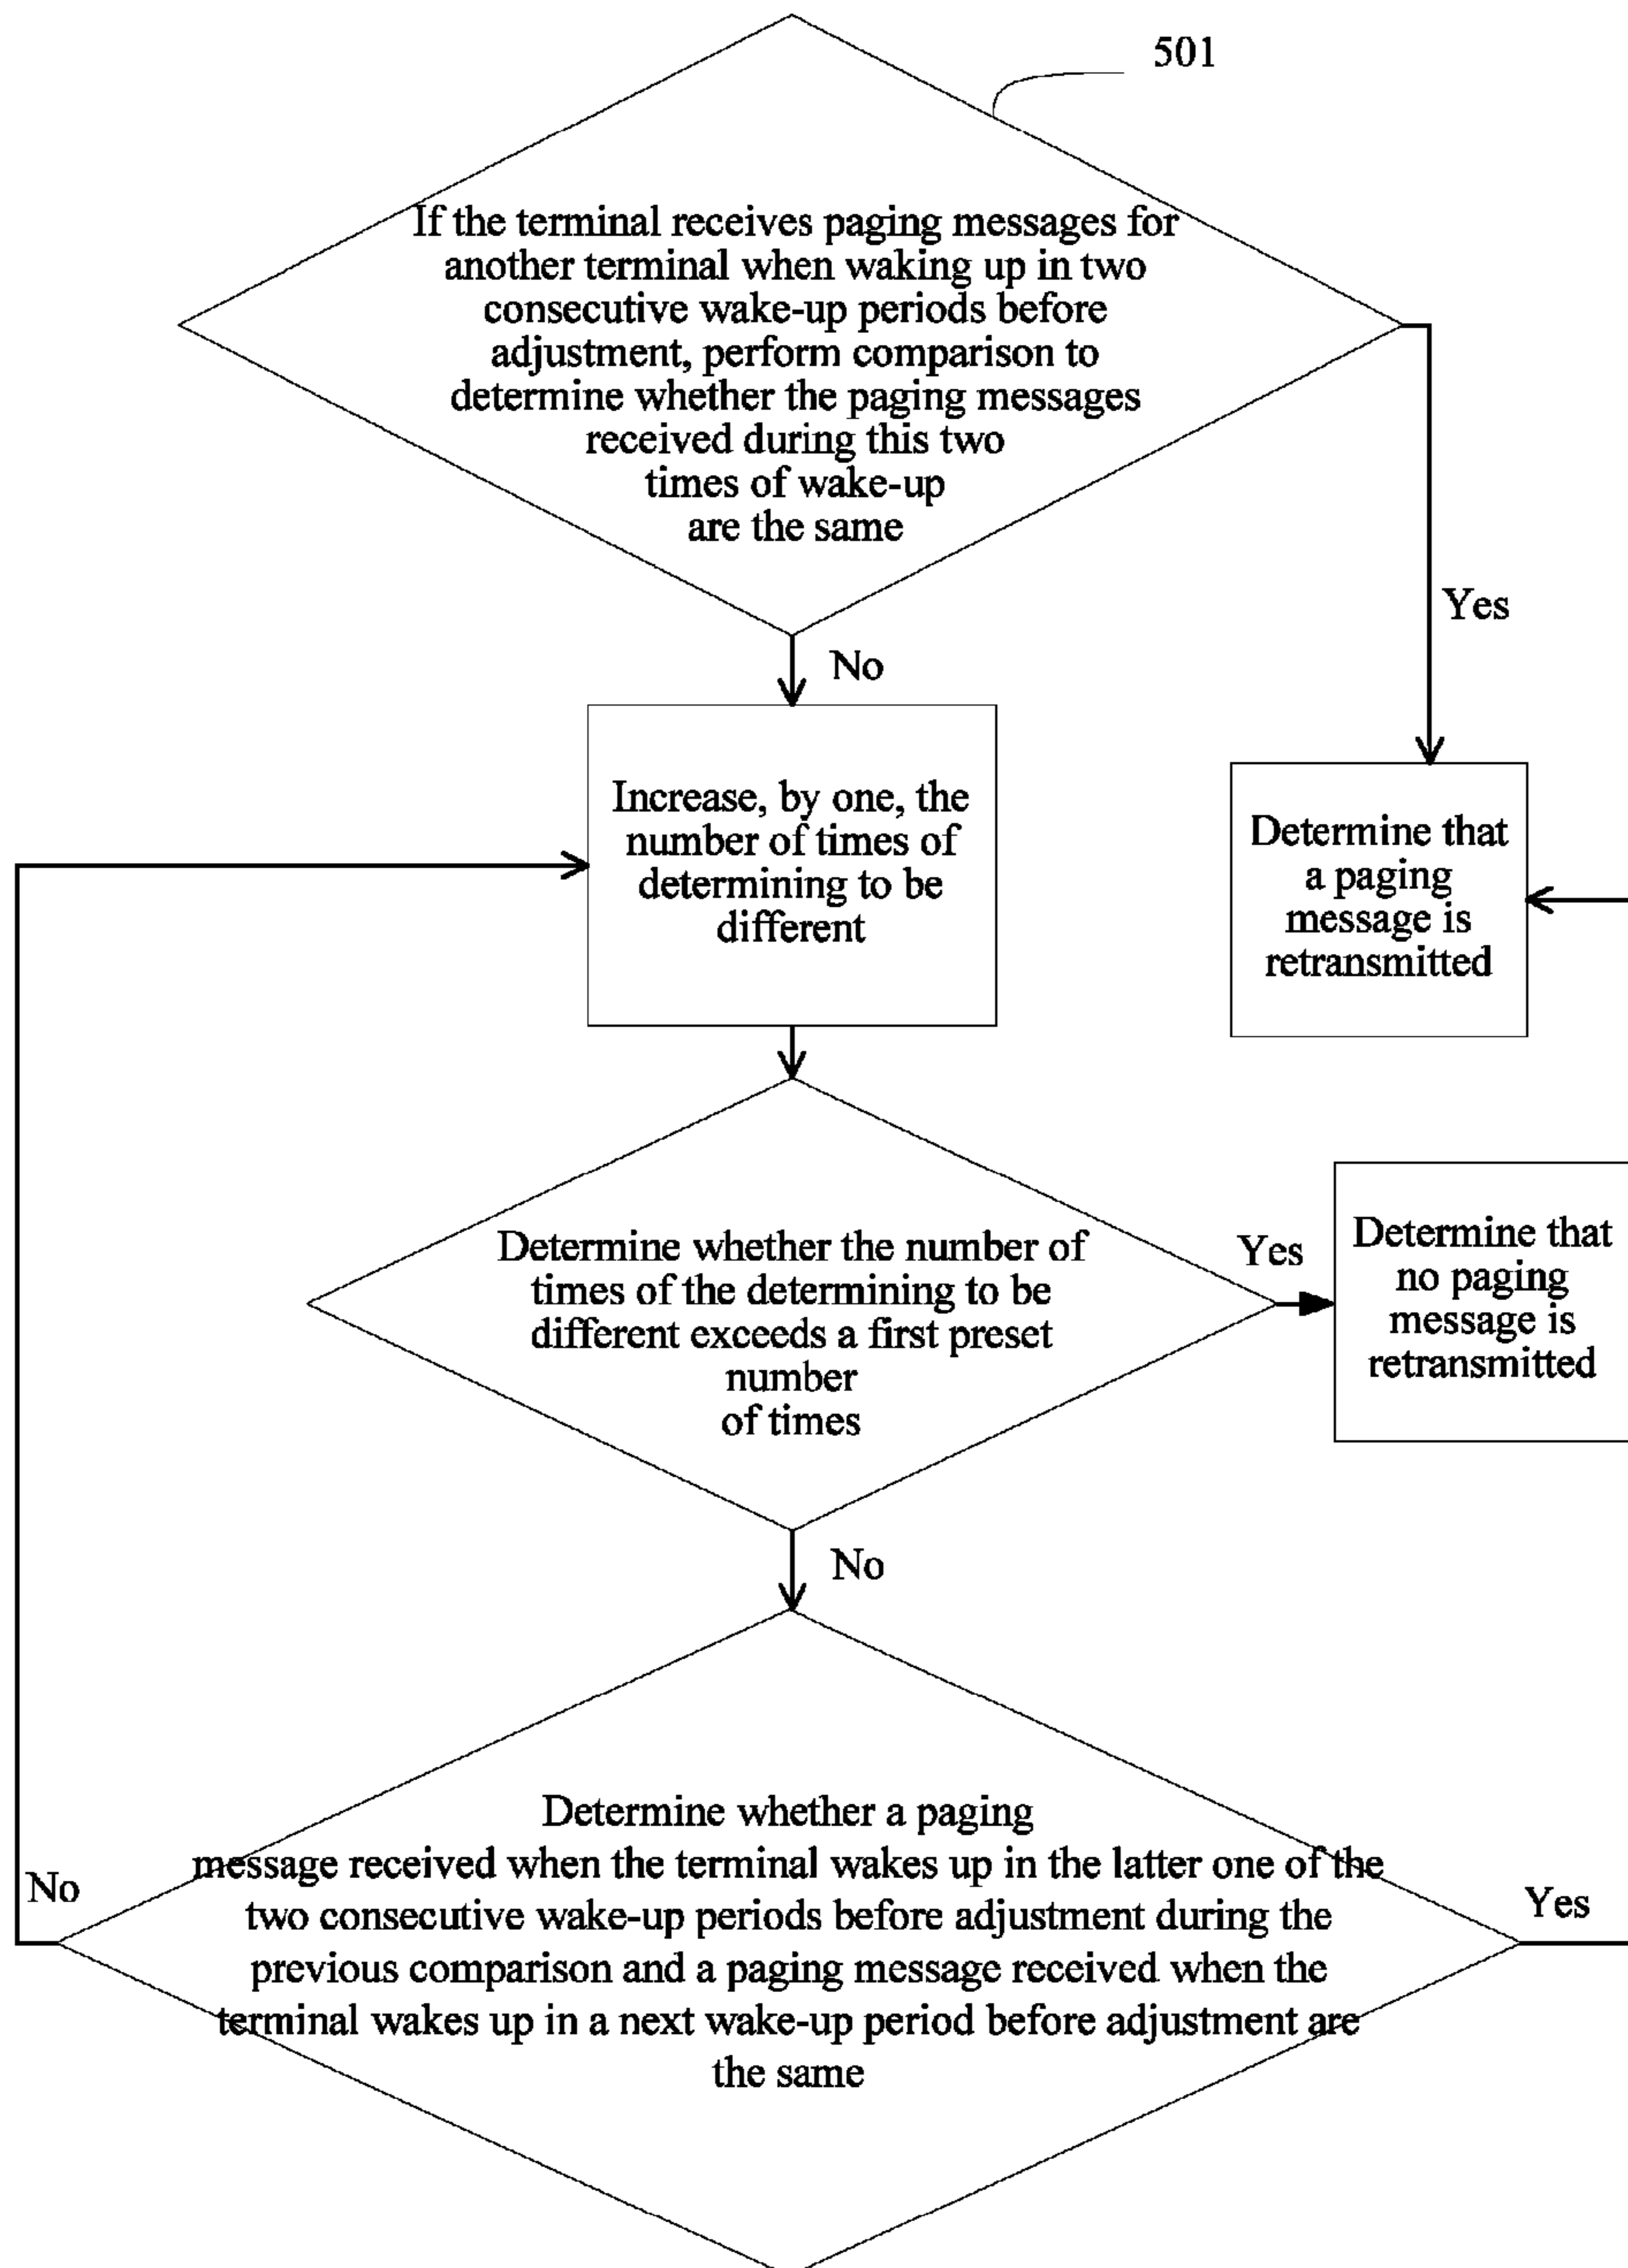 501
If the terminal receives paging messages for
another terminal when waking up in two
consecutive wake-up periods before
adjustment, perform comparison to
determine whether the paging messages
received during this two
times of wake-up
are the same
Yes
No
Increase, by one, the
number of times of
determining to be
different
Determine that
a paging
message is
retransmitted
Determine whether the number of
times of the determining to be
different exceeds a first preset
number
of times
Yes
Determine that
no paging
message is
retransmitted
No
Determine whether a paging
message received when the terminal wakes up in the latter one of the
two consecutive wake-up periods before adjustment during the
previous comparison and a paging message received when the
terminal wakes up in a next wake-up period before adjustment are
the same
No
Yes